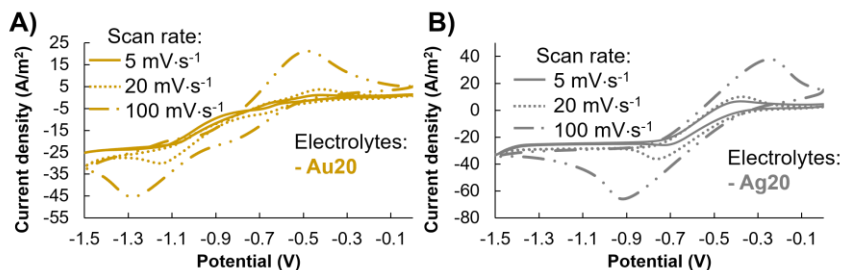 A)
Scan rate:
5 mV·s⁻¹
20 mV·s⁻¹
100 mV·s⁻¹
Electrolytes:
- Au20
Current density (A/m²)
25
15
5
-5
-15
-25
-35
-45
-55
-1.5 -1.3 -1.1 -0.9 -0.7 -0.5 -0.3 -0.1
Potential (V)
B)
Scan rate:
5 mV·s⁻¹
20 mV·s⁻¹
100 mV·s⁻¹
Electrolytes:
- Ag20
Current density (A/m²)
40
20
0
-20
-40
-60
-80
-1.5 -1.3 -1.1 -0.9 -0.7 -0.5 -0.3 -0.1
Potential (V)